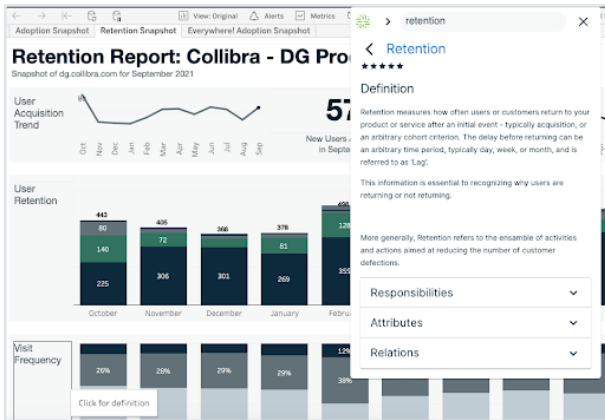 View: Original
Alerts
Metrics
Adoption Snapshot
Retention Snapshot
Everywhere! Adoption Snapshot
Retention Report: Collibra - DG Pro
Snapshot of dg.collibra.com for September 2021
User
Acquisition
Trend
Oct
Nov
Dec
Jan
Feb
Mar
Apr
May
Jun
Jul
Aug
Sep
57
New Users
in Septe
User
Retention
443
80
140
225
October
405
72
306
November
366
301
December
378
81
269
January
498
128
355
Februa
Visit
Frequency
26%
28%
29%
29%
12%
38%
Click for definition
retention
Retention
★★★★★
Definition
Retention measures how often users or customers return to your
product or service after an initial event - typically acquisition, or
an arbitrary cohort criterion. The delay before returning can be
an arbitrary time period, typically day, week, or month, and is
referred to as 'Lag'.
This information is essential to recognizing why users are
returning or not returning.
More generally, Retention refers to the ensamble of activities
and actions aimed at reducing the number of customer
defections.
Responsibilities
Attributes
Relations